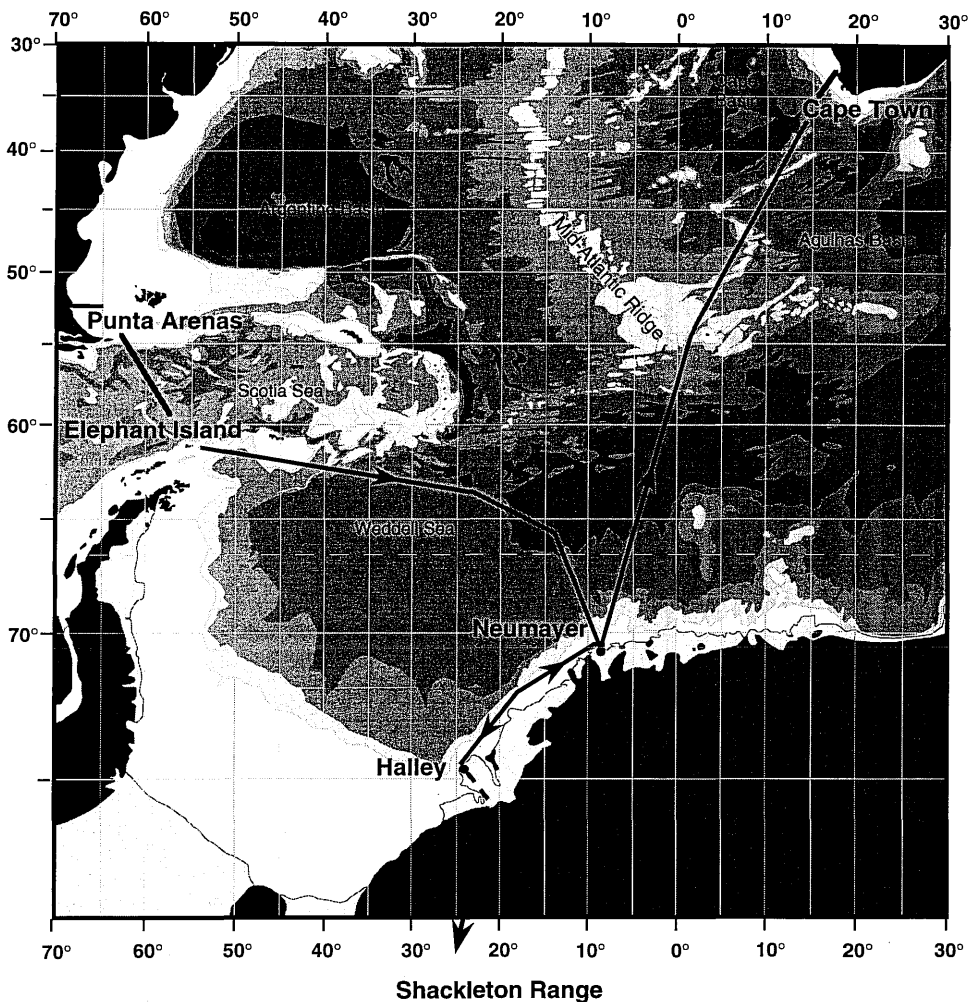 70° 60° 50° 40° 30° 20° 10° 0° 10° 20° 30°
30°
Cape Town
40°
Argentine Basin
Mid-Atlantic Ridge
Agulhas Basin
50°
Punta Arenas
Scotia Sea
60°
Elephant Island
Weddell Sea
70°
Neumayer
Halley
70° 60° 50° 40° 30° 20° 10° 0° 10° 20° 30°
Shackleton Range